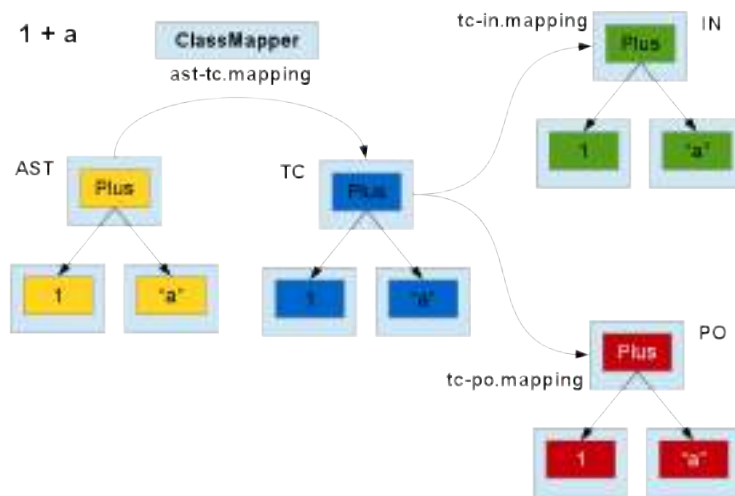 1 + a
ClassMapper
ast-tc.mapping
tc-in.mapping
Plus
IN
1
"a"
AST
Plus
1
"a"
TC
Plus
1
"a"
tc-po.mapping
Plus
PO
1
"a"